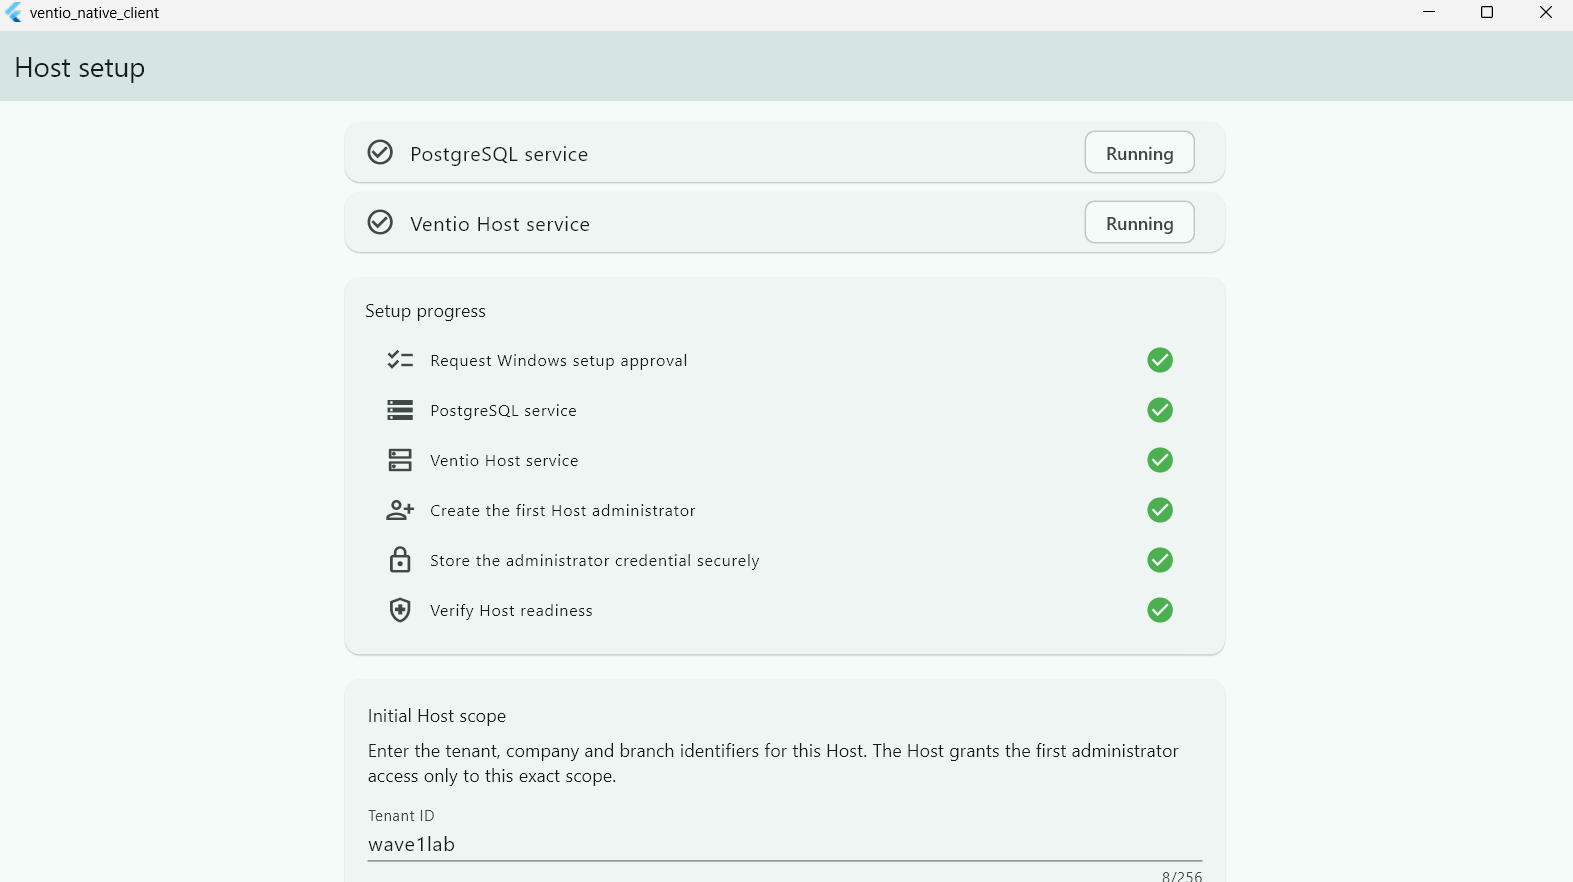 ventio_native_client
Host setup
PostgreSQL service
Running
Ventio Host service
Running
Setup progress
Request Windows setup approval
PostgreSQL service
Ventio Host service
Create the first Host administrator
Store the administrator credential securely
Verify Host readiness
Initial Host scope
Enter the tenant, company and branch identifiers for this Host. The Host grants the first administrator
access only to this exact scope.
Tenant ID
wave1lab
8/256